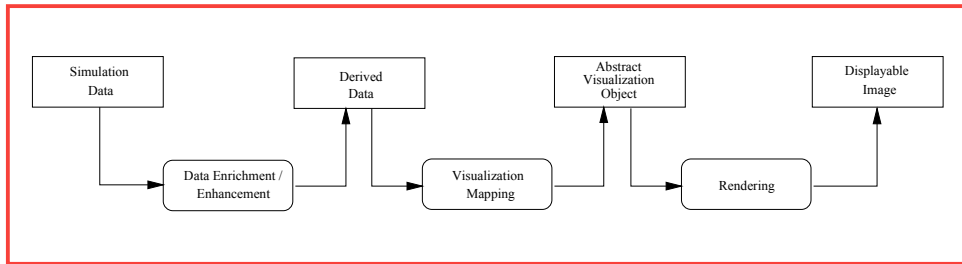 Simulation
Data
Derived
Data
Abstract
Visualization
Object
Displayable
Image
Data Enrichment /
Enhancement
Visualization
Mapping
Rendering